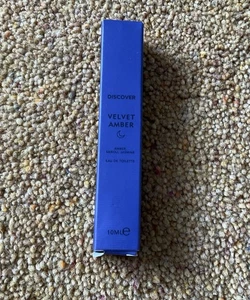 DISCOVER
VELVET
AMBER
EAU DE TOILETTE
10ML℮